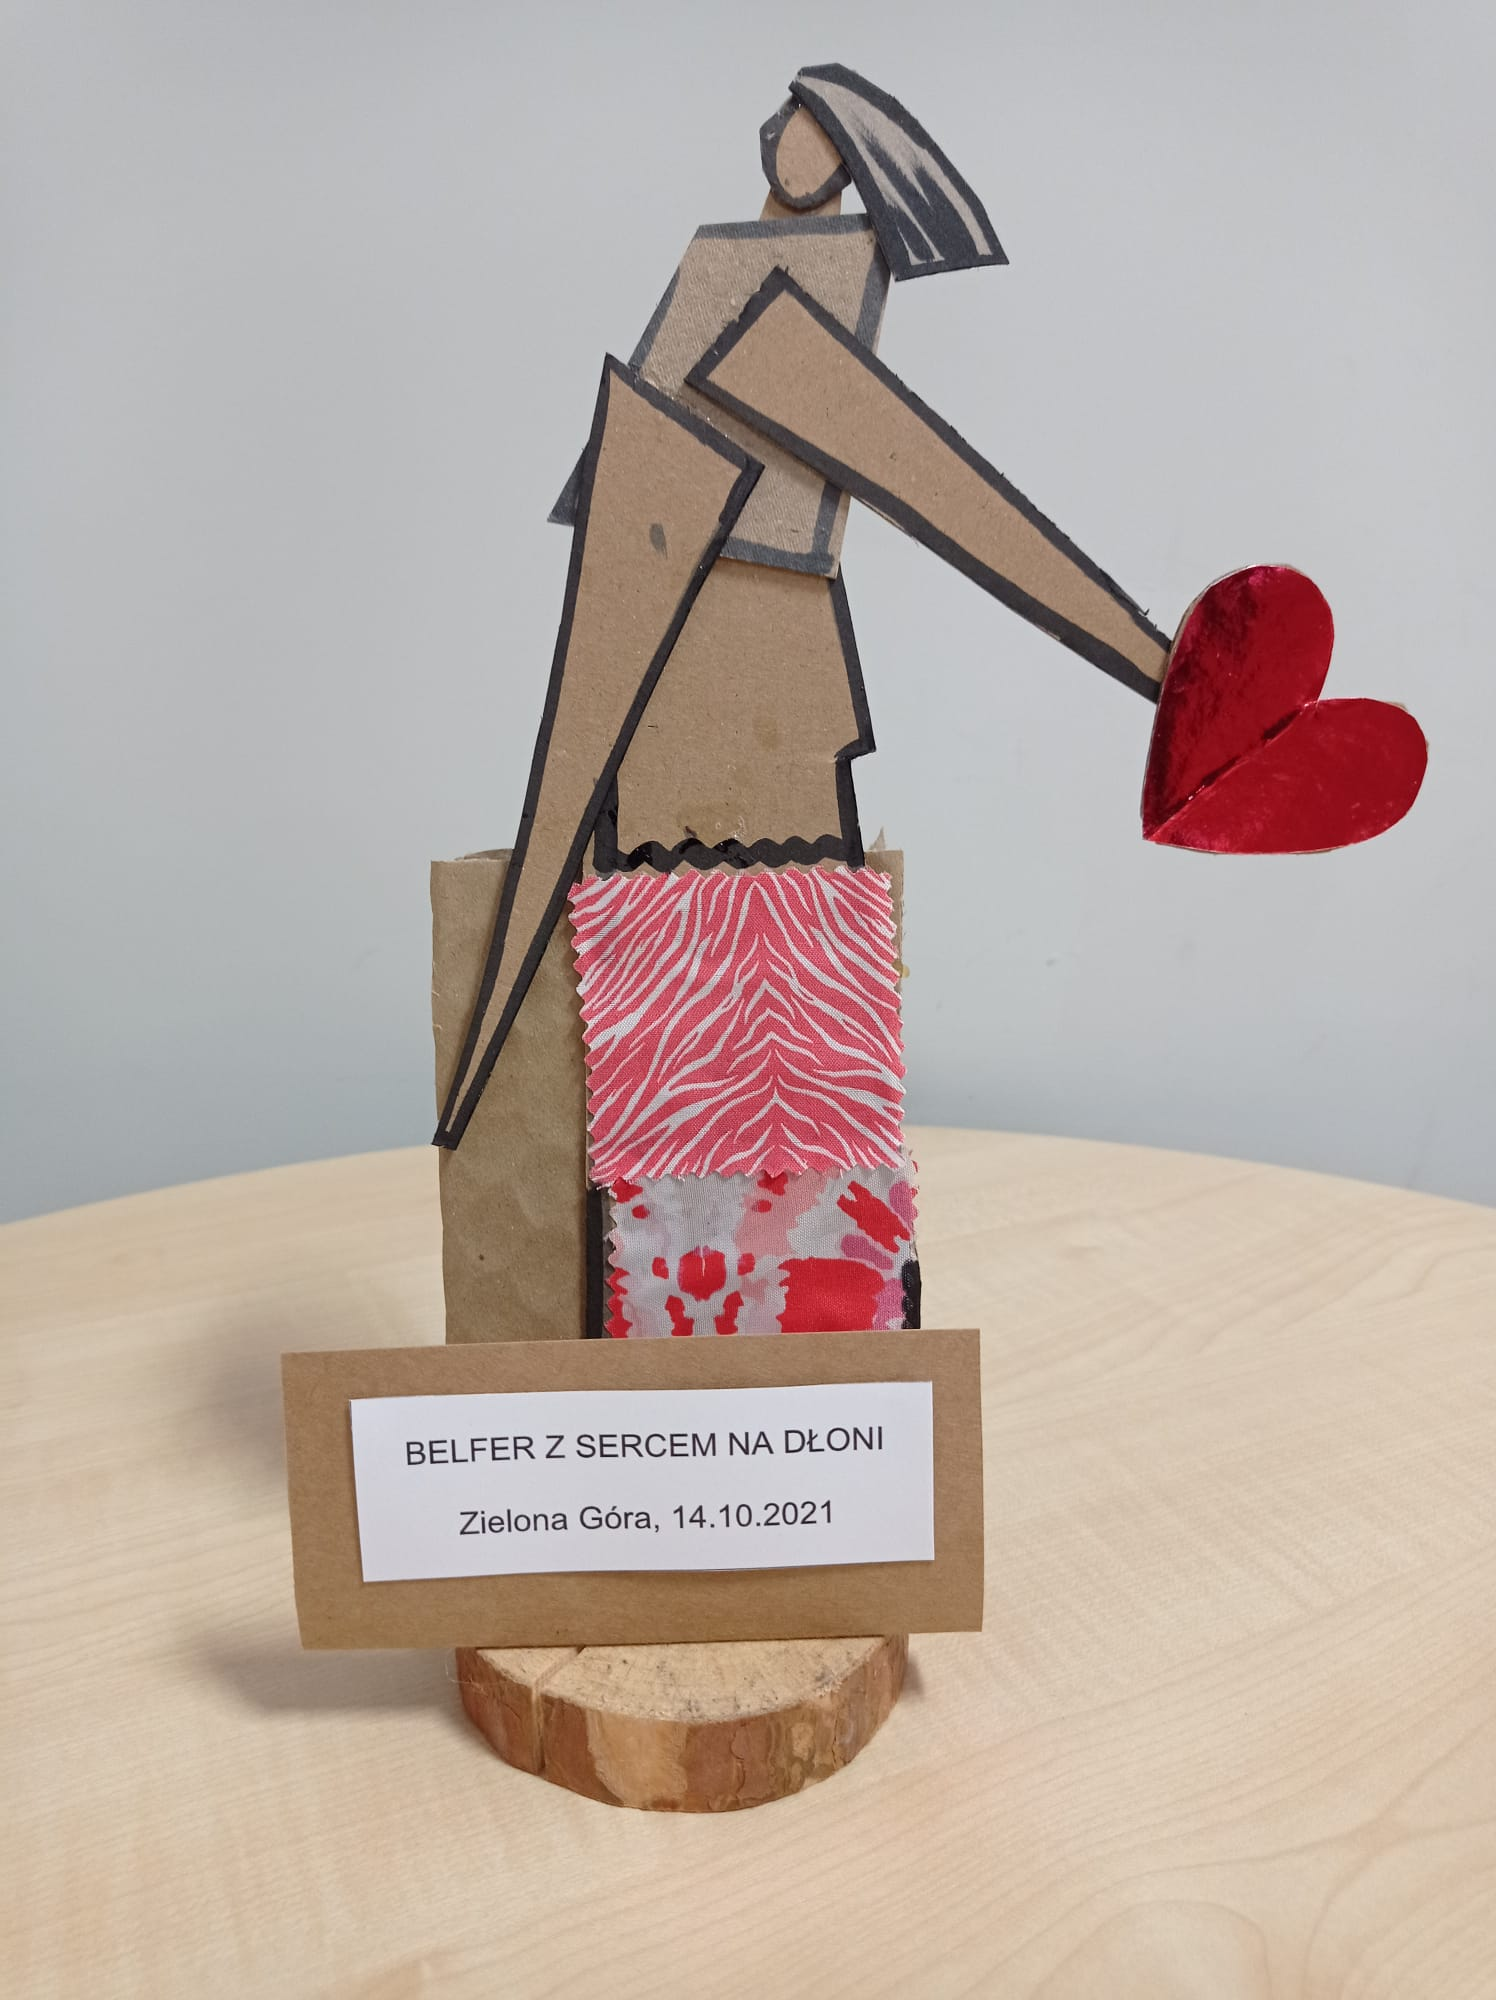 BELFER Z SERCEM NA DŁONI
Zielona Góra, 14.10.2021